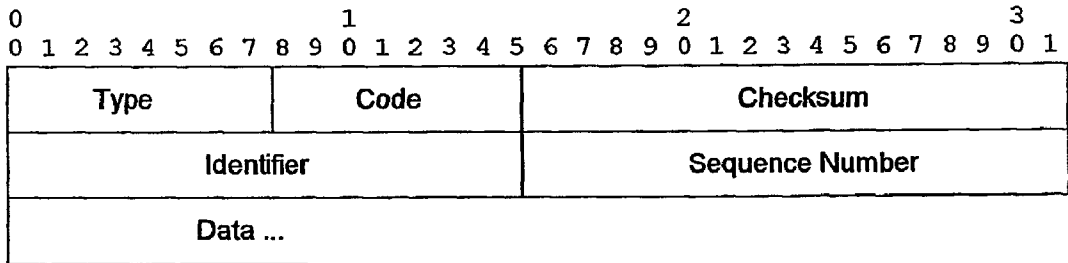 0 1 2 3
0 1 2 3 4 5 6 7 8 9 0 1 2 3 4 5 6 7 8 9 0 1 2 3 4 5 6 7 8 9 0 1
Type Code Checksum
Identifier Sequence Number
Data ...